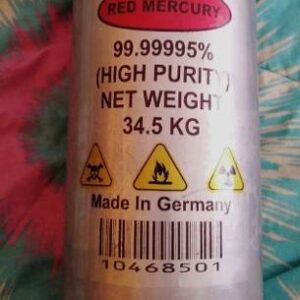 RED MERCURY
99.99995%
(HIGH PURITY)
NET WEIGHT
34.5 KG
Made In Germany
10468501